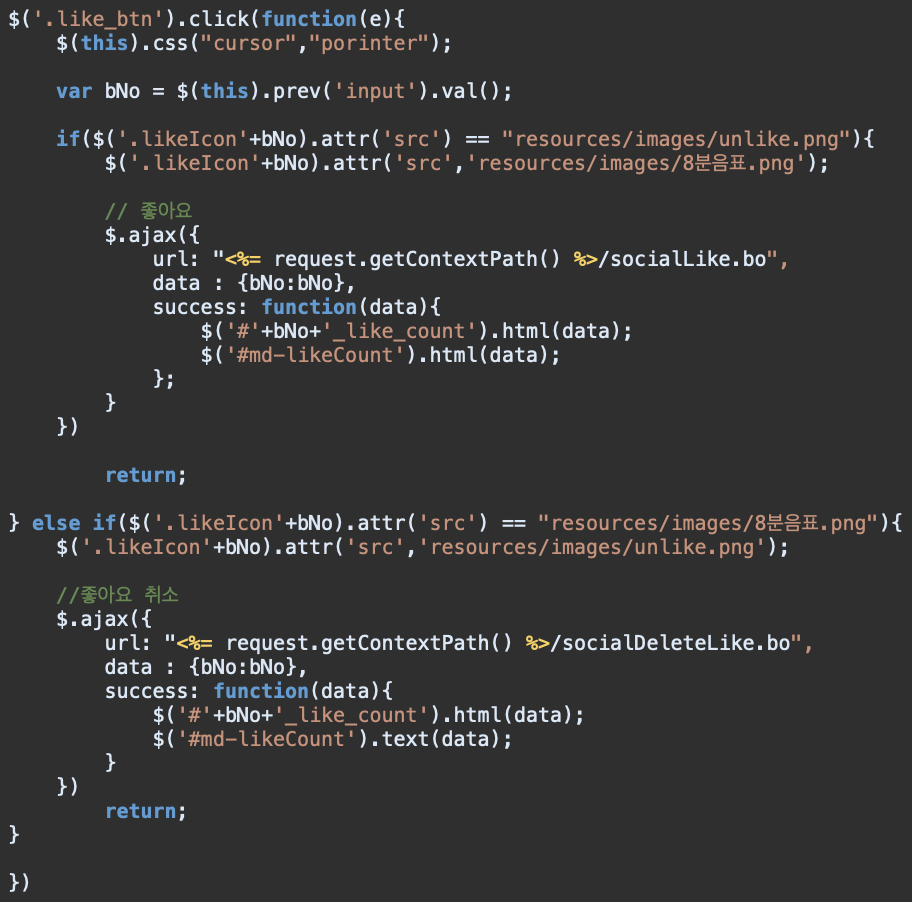 $('.like_btn').click(function(e){
    $(this).css("cursor","porinter");

    var bNo = $(this).prev('input').val();

    if($('.likeIcon'+bNo).attr('src') == "resources/images/unlike.png"){
        $('.likeIcon'+bNo).attr('src','resources/images/8분음표.png');

        // 좋아요
        $.ajax({
            url: "<%= request.getContextPath() %>/socialLike.bo",
            data : {bNo:bNo},
            success: function(data){
                $('#'+bNo+'_like_count').html(data);
                $('#md-likeCount').html(data);
            };
        }
    })

        return;

} else if($('.likeIcon'+bNo).attr('src') == "resources/images/8분음표.png"){
    $('.likeIcon'+bNo).attr('src','resources/images/unlike.png');

    //좋아요 취소
    $.ajax({
        url: "<%= request.getContextPath() %>/socialDeleteLike.bo",
        data : {bNo:bNo},
        success: function(data){
            $('#'+bNo+'_like_count').html(data);
            $('#md-likeCount').text(data);
        }
    })
        return;
}

})